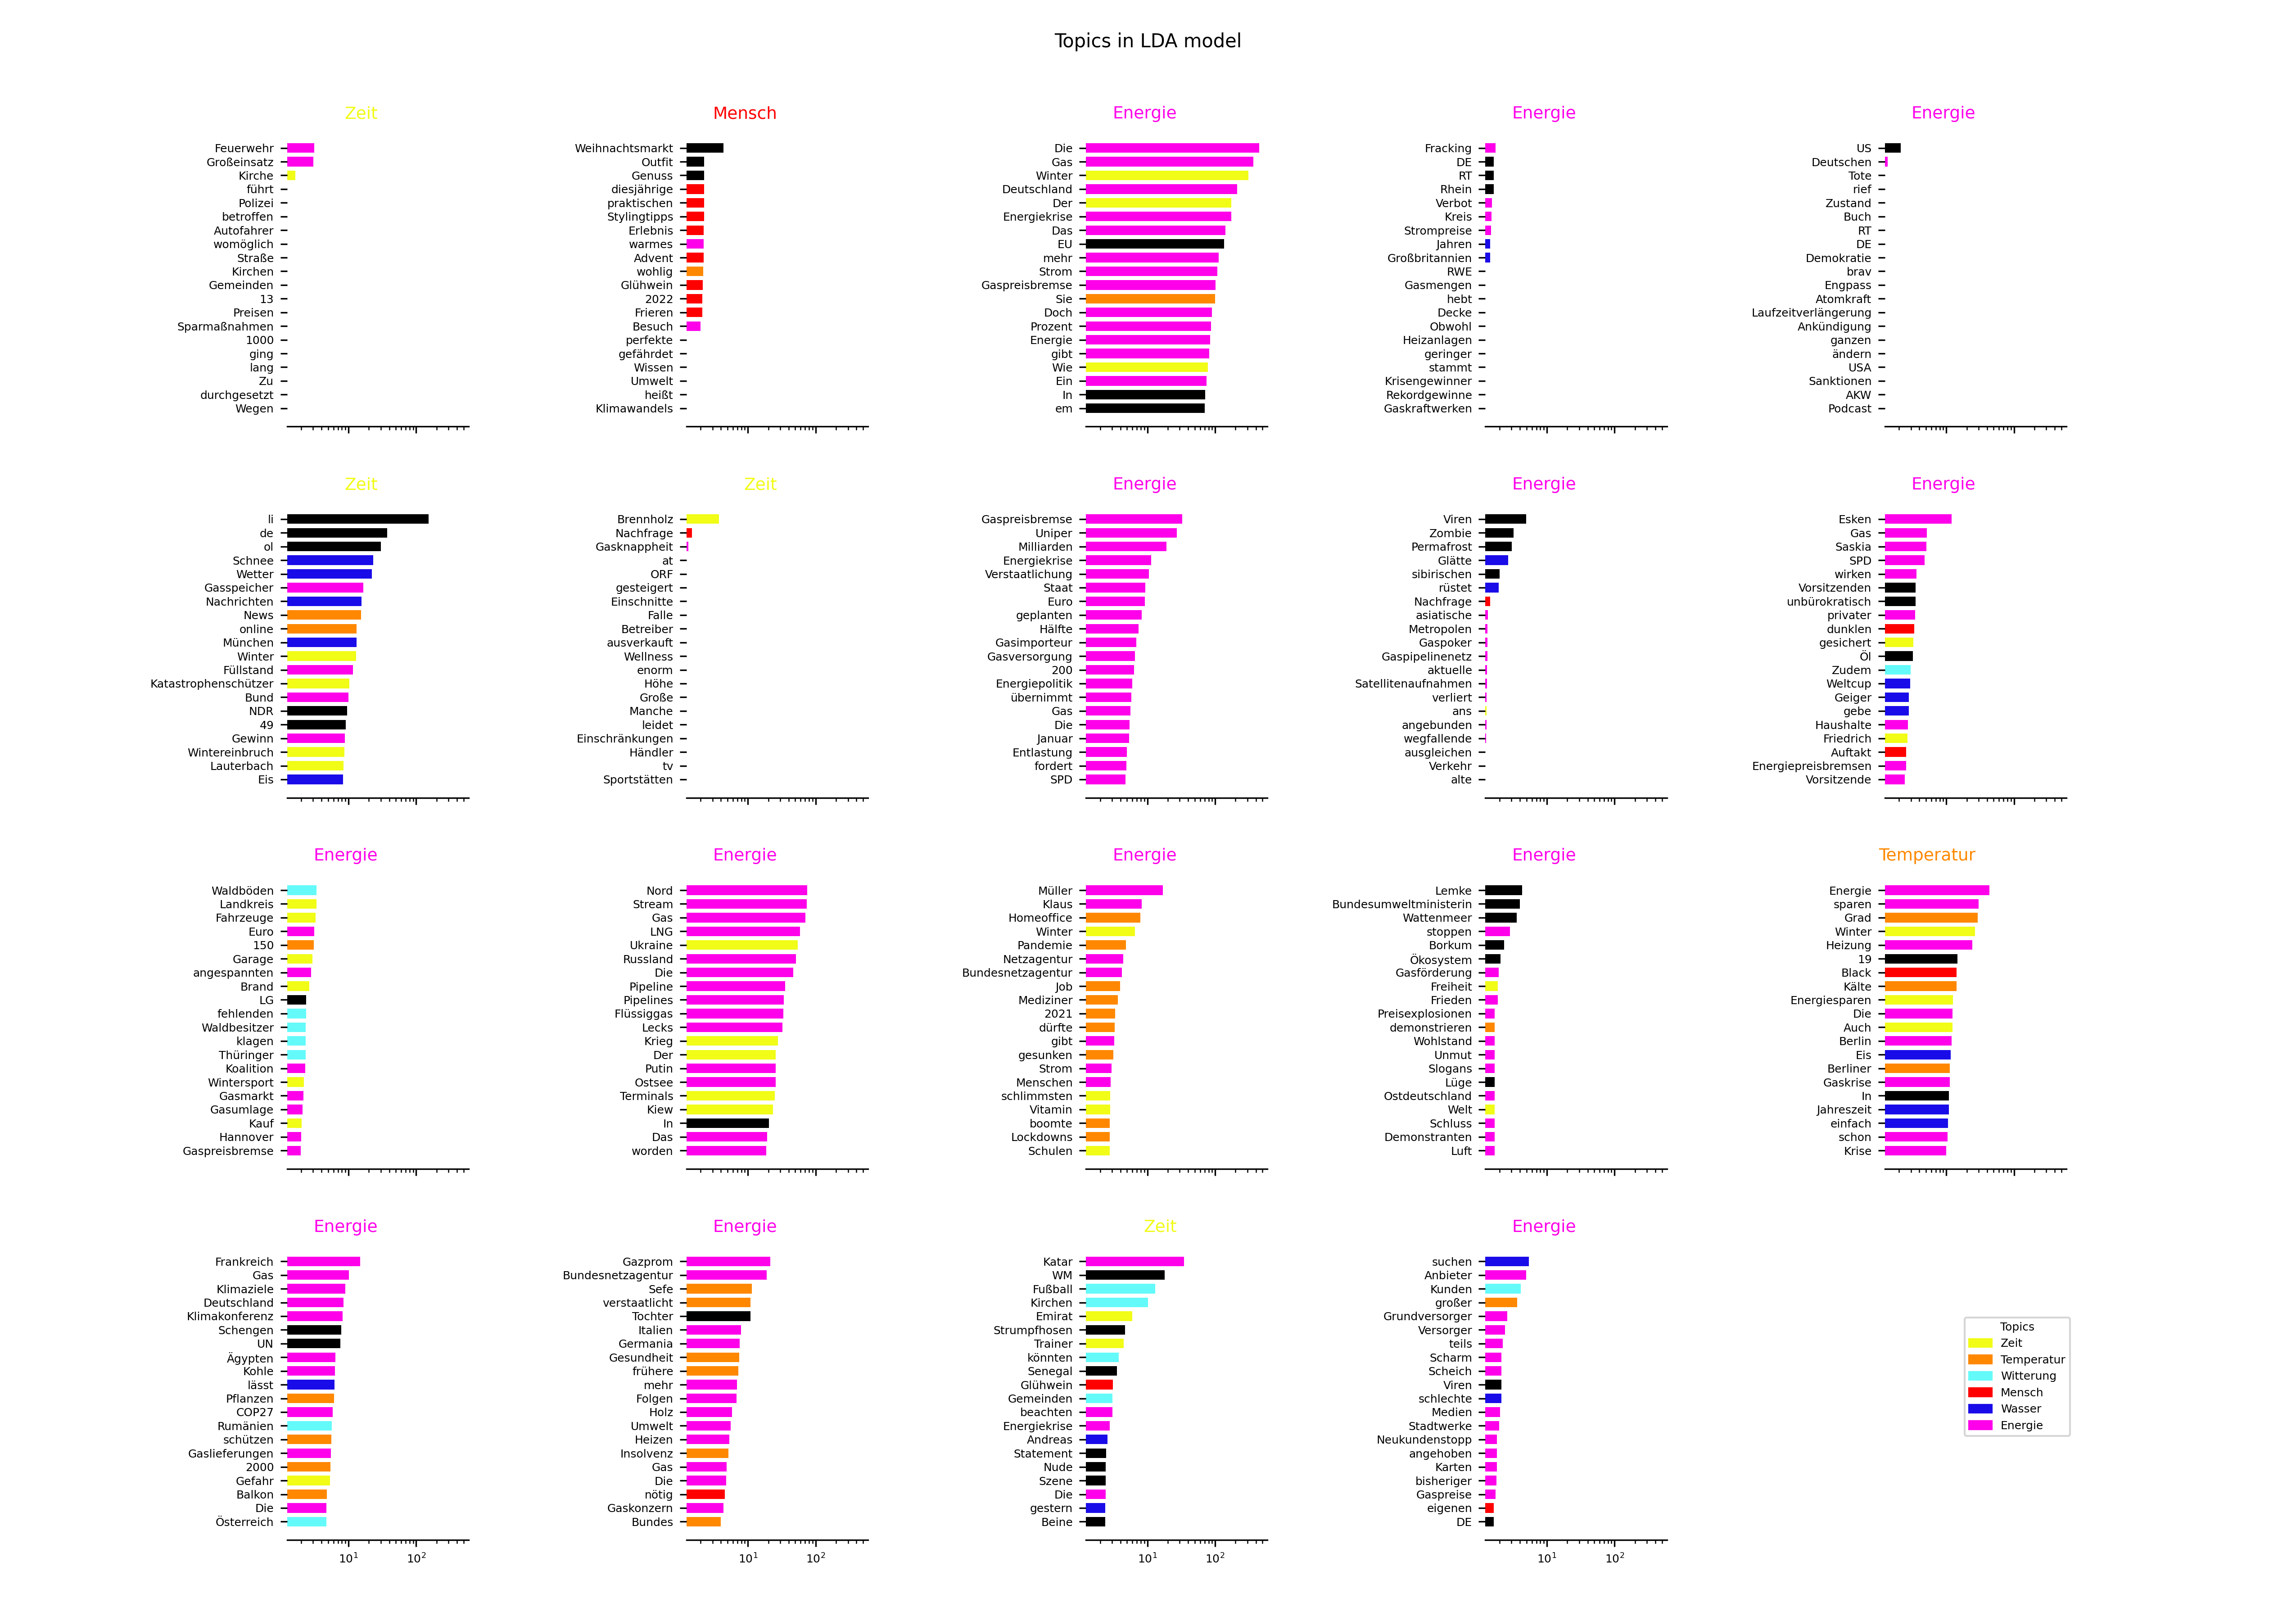 Topics in LDA model
Zeit
Feuerwehr
Großeinsatz
Kirche
führt
Polizei
betroffen
Autofahrer
womöglich
Straße
Kirchen
Gemeinden
13
Preisen
Sparmaßnahmen
1000
ging
lang
Zu
durchgesetzt
Wegen
Mensch
Weihnachtsmarkt
Outfit
Genuss
diesjährige
praktischen
Stylingtipps
Erlebnis
warmes
Advent
wohlig
Glühwein
2022
Frieren
Besuch
perfekte
gefährdet
Wissen
Umwelt
heißt
Klimawandels
Energie
Die
Gas
Winter
Deutschland
Der
Energiekrise
Das
EU
mehr
Strom
Gaspreisbremse
Sie
Doch
Prozent
Energie
gibt
Wie
Ein
In
em
Energie
Fracking
DE
RT
Rhein
Verbot
Kreis
Strompreise
Jahren
Großbritannien
RWE
Gasmengen
hebt
Decke
Obwohl
Heizanlagen
geringer
stammt
Krisengewinner
Rekordgewinne
Gaskraftwerken
Energie
US
Deutschen
Tote
rief
Zustand
Buch
RT
DE
Demokratie
brav
Engpass
Atomkraft
Laufzeitverlängerung
Ankündigung
ganzen
ändern
USA
Sanktionen
AKW
Podcast
Zeit
li
de
ol
Schnee
Wetter
Gasspeicher
Nachrichten
News
online
München
Winter
Füllstand
Katastrophenschützer
Bund
NDR
49
Gewinn
Wintereinbruch
Lauterbach
Eis
Zeit
Brennholz
Nachfrage
Gasknappheit
at
ORF
gesteigert
Einschnitte
Falle
Betreiber
ausverkauft
Wellness
enorm
Höhe
Große
Manche
leidet
Einschränkungen
Händler
tv
Sportstätten
Energie
Gaspreisbremse
Uniper
Milliarden
Energiekrise
Verstaatlichung
Staat
Euro
geplanten
Hälfte
Gasimporteur
Gasversorgung
200
Energiepolitik
übernimmt
Gas
Die
Januar
Entlastung
fordert
SPD
Energie
Viren
Zombie
Permafrost
Glätte
sibirischen
rüstet
Nachfrage
asiatische
Metropolen
Gaspoker
Gaspipelinenetz
aktuelle
Satellitenaufnahmen
verliert
ans
angebunden
wegfallende
ausgleichen
Verkehr
alte
Energie
Esken
Gas
Saskia
SPD
wirken
Vorsitzenden
unbürokratisch
privater
dunklen
gesichert
Öl
Zudem
Weltcup
Geiger
gebe
Haushalte
Friedrich
Auftakt
Energiepreisbremsen
Vorsitzende
Energie
Waldböden
Landkreis
Fahrzeuge
Euro
150
Garage
angespannten
Brand
LG
fehlenden
Waldbesitzer
klagen
Thüringer
Koalition
Wintersport
Gasmarkt
Gasumlage
Kauf
Hannover
Gaspreisbremse
Energie
Nord
Stream
Gas
LNG
Ukraine
Russland
Die
Pipeline
Pipelines
Flüssiggas
Lecks
Krieg
Der
Putin
Ostsee
Terminals
Kiew
In
Das
worden
Energie
Müller
Klaus
Homeoffice
Winter
Pandemie
Netzagentur
Bundesnetzagentur
Job
Mediziner
2021
dürfte
gibt
gesunken
Strom
Menschen
schlimmsten
Vitamin
boomte
Lockdowns
Schulen
Energie
Lemke
Bundesumweltministerin
Wattenmeer
stoppen
Borkum
Ökosystem
Gasförderung
Freiheit
Frieden
Preisexplosionen
demonstrieren
Wohlstand
Unmut
Slogans
Lüge
Ostdeutschland
Welt
Schluss
Demonstranten
Luft
Temperatur
Energie
sparen
Grad
Winter
Heizung
19
Black
Kälte
Energiesparen
Die
Auch
Berlin
Eis
Berliner
Gaskrise
In
Jahreszeit
einfach
schon
Krise
Energie
Frankreich
Gas
Klimaziele
Deutschland
Klimakonferenz
Schengen
UN
Ägypten
Kohle
lässt
Pflanzen
COP27
Rumänien
schützen
Gaslieferungen
2000
Gefahr
Balkon
Die
Österreich
10¹ 10²
Energie
Gazprom
Bundesnetzagentur
Sefe
verstaatlicht
Tochter
Italien
Germania
Gesundheit
frühere
mehr
Folgen
Holz
Umwelt
Heizen
Insolvenz
Gas
Die
nötig
Gaskonzern
Bundes
10¹ 10²
Zeit
Katar
WM
Fußball
Kirchen
Emirat
Strumpfhosen
Trainer
könnten
Senegal
Glühwein
Gemeinden
beachten
Energiekrise
Andreas
Statement
Nude
Szene
Die
gestern
Beine
10¹ 10²
Energie
suchen
Anbieter
Kunden
großer
Grundversorger
Versorger
teils
Scharm
Scheich
Viren
schlechte
Medien
Stadtwerke
Neukundenstopp
angehoben
Karten
bisheriger
Gaspreise
eigenen
DE
10¹ 10²
Topics
Zeit
Temperatur
Witterung
Mensch
Wasser
Energie